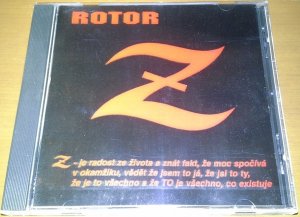 ROTOR
Z
Z - je radost ze života a znát fakt, že moc spočívá
v okamžiku, vědět že jsem to já, že jsi to ty,
že je to všechno a že TO je všechno, co existuje